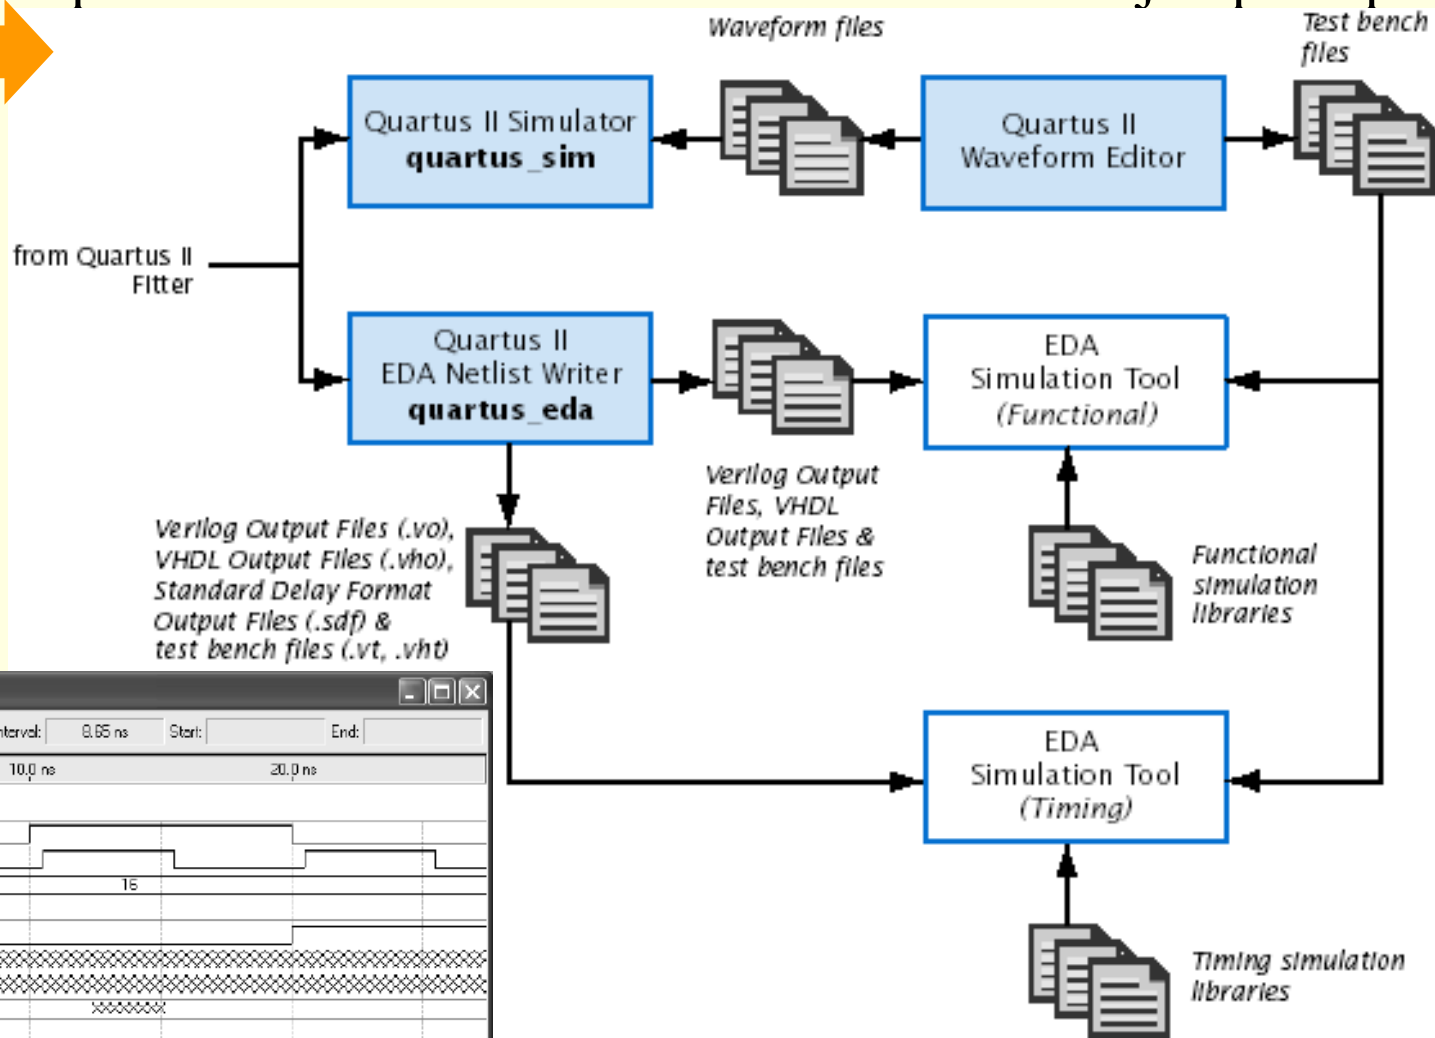 Waveform files
Test bench
files
Quartus II Simulator
quartus_sim
Quartus II
Waveform Editor
from Quartus II
Fitter
Quartus II
EDA Netlist Writer
quartus_eda
EDA
Simulation Tool
(Functional)
Verilog Output
Files, VHDL
Output Files &
test bench files
Verilog Output Files (.vo),
VHDL Output Files (.vho),
Standard Delay Format
Output Files (.sdf) &
test bench files (.vt, .vht)
Functional
simulation
libraries
8.65 ns
Start:
End:
10.0 ns
20.0 ns
16
EDA
Simulation Tool
(Timing)
Timing simulation
libraries